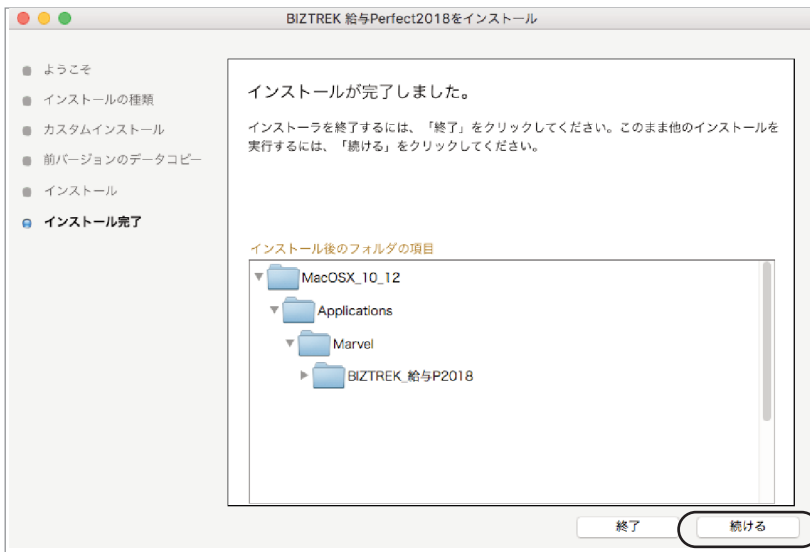 BIZTREK 給与Perfect2018をインストール
ようこそ
インストールの種類
カスタムインストール
前バージョンのデータコピー
インストール
インストール完了
インストールが完了しました。
インストーラを終了するには、「終了」をクリックしてください。このまま他のインストールを
実行するには、「続ける」をクリックしてください。
インストール後のフォルダの項目
MacOSX_10_12
Applications
Marvel
BIZTREK_給与P2018
終了
続ける